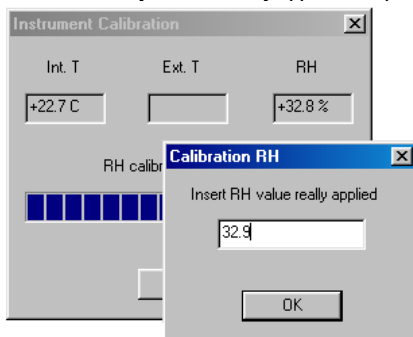 Instrument Calibration
Int. T Ext. T RH
+22.7 C +32.8 %
RH calibr
Calibration RH
Insert RH value really applied
32.9
OK